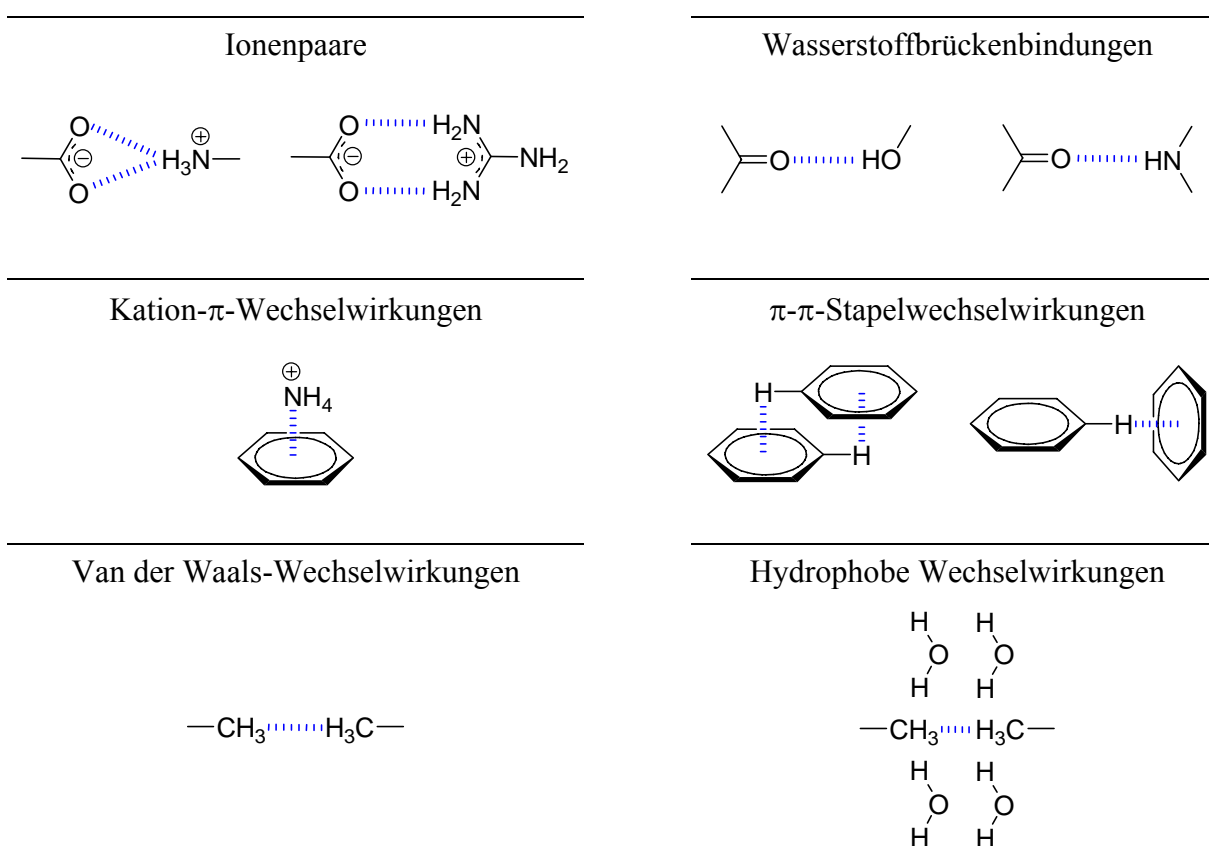 Ionenpaare
Wasserstoffbrückenbindungen
O H₃N⊕ O ⊖
O H₂N O ⊖ H₂N ⊕ NH₂
O HO
O HN
Kation-π-Wechselwirkungen
π-π-Stapelwechselwirkungen
⊕
NH₄
H
H
H
Van der Waals-Wechselwirkungen
Hydrophobe Wechselwirkungen
H H
O O
H H
CH₃ H₃C
CH₃ H₃C
H H
O O
H H